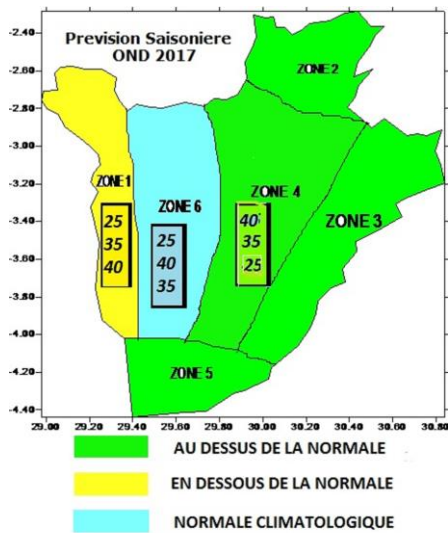 -2.40
Prevision Saisoniere
OND 2017
-2.60
ZONE 2
-2.80
-3.00
-3.20
ZONE 1
ZONE 4
ZONE 6
ZONE 3
25
35
40
25
40
35
40
35
25
-3.40
-3.60
-3.80
-4.00
-4.20
ZONE 5
-4.40
29.00 29.20 29.40 29.60 29.80 30.00 30.20 30.40 30.60 30.80
AU DESSUS DE LA NORMALE
EN DESSOUS DE LA NORMALE
NORMALE CLIMATOLOGIQUE